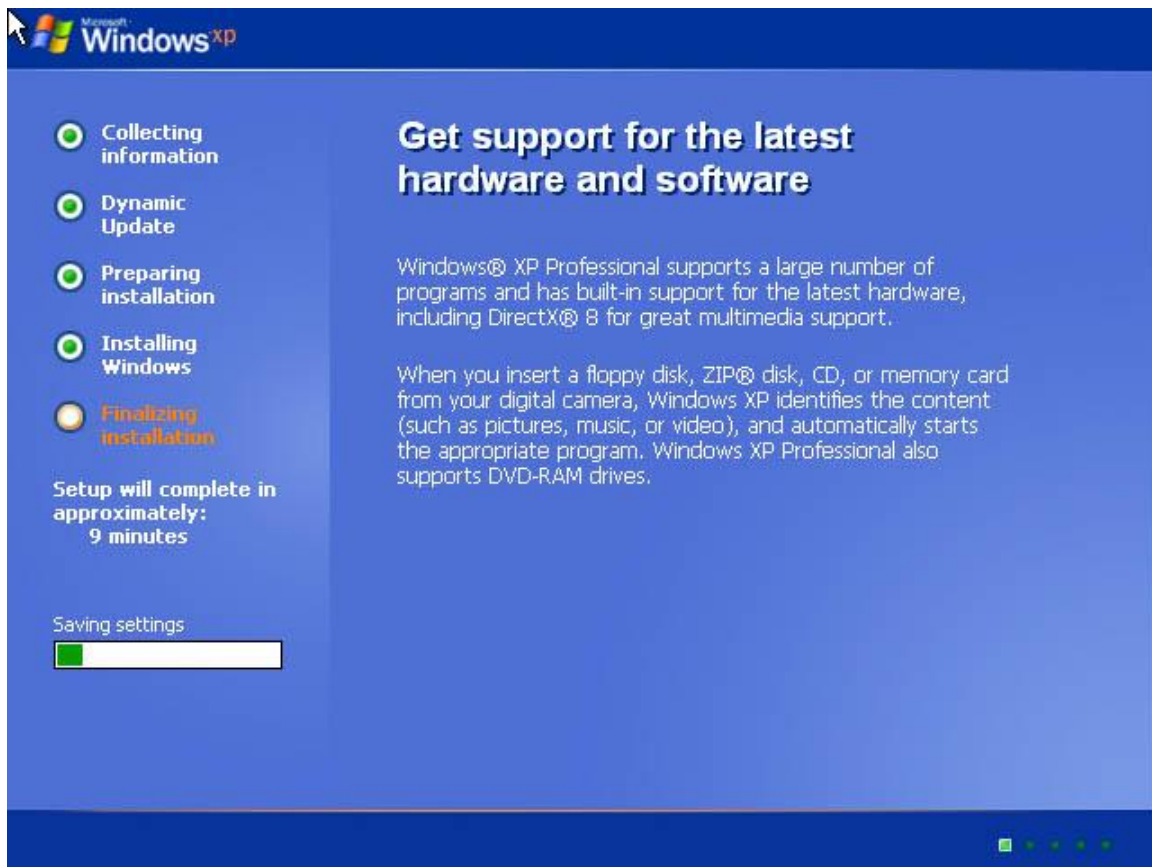 Microsoft
Windows xp
Collecting
information
Dynamic
Update
Preparing
installation
Installing
Windows
Finalizing
installation
Setup will complete in
approximately:
9 minutes
Saving settings
Get support for the latest
hardware and software
Windows® XP Professional supports a large number of
programs and has built-in support for the latest hardware,
including DirectX® 8 for great multimedia support.
When you insert a floppy disk, ZIP® disk, CD, or memory card
from your digital camera, Windows XP identifies the content
(such as pictures, music, or video), and automatically starts
the appropriate program. Windows XP Professional also
supports DVD-RAM drives.